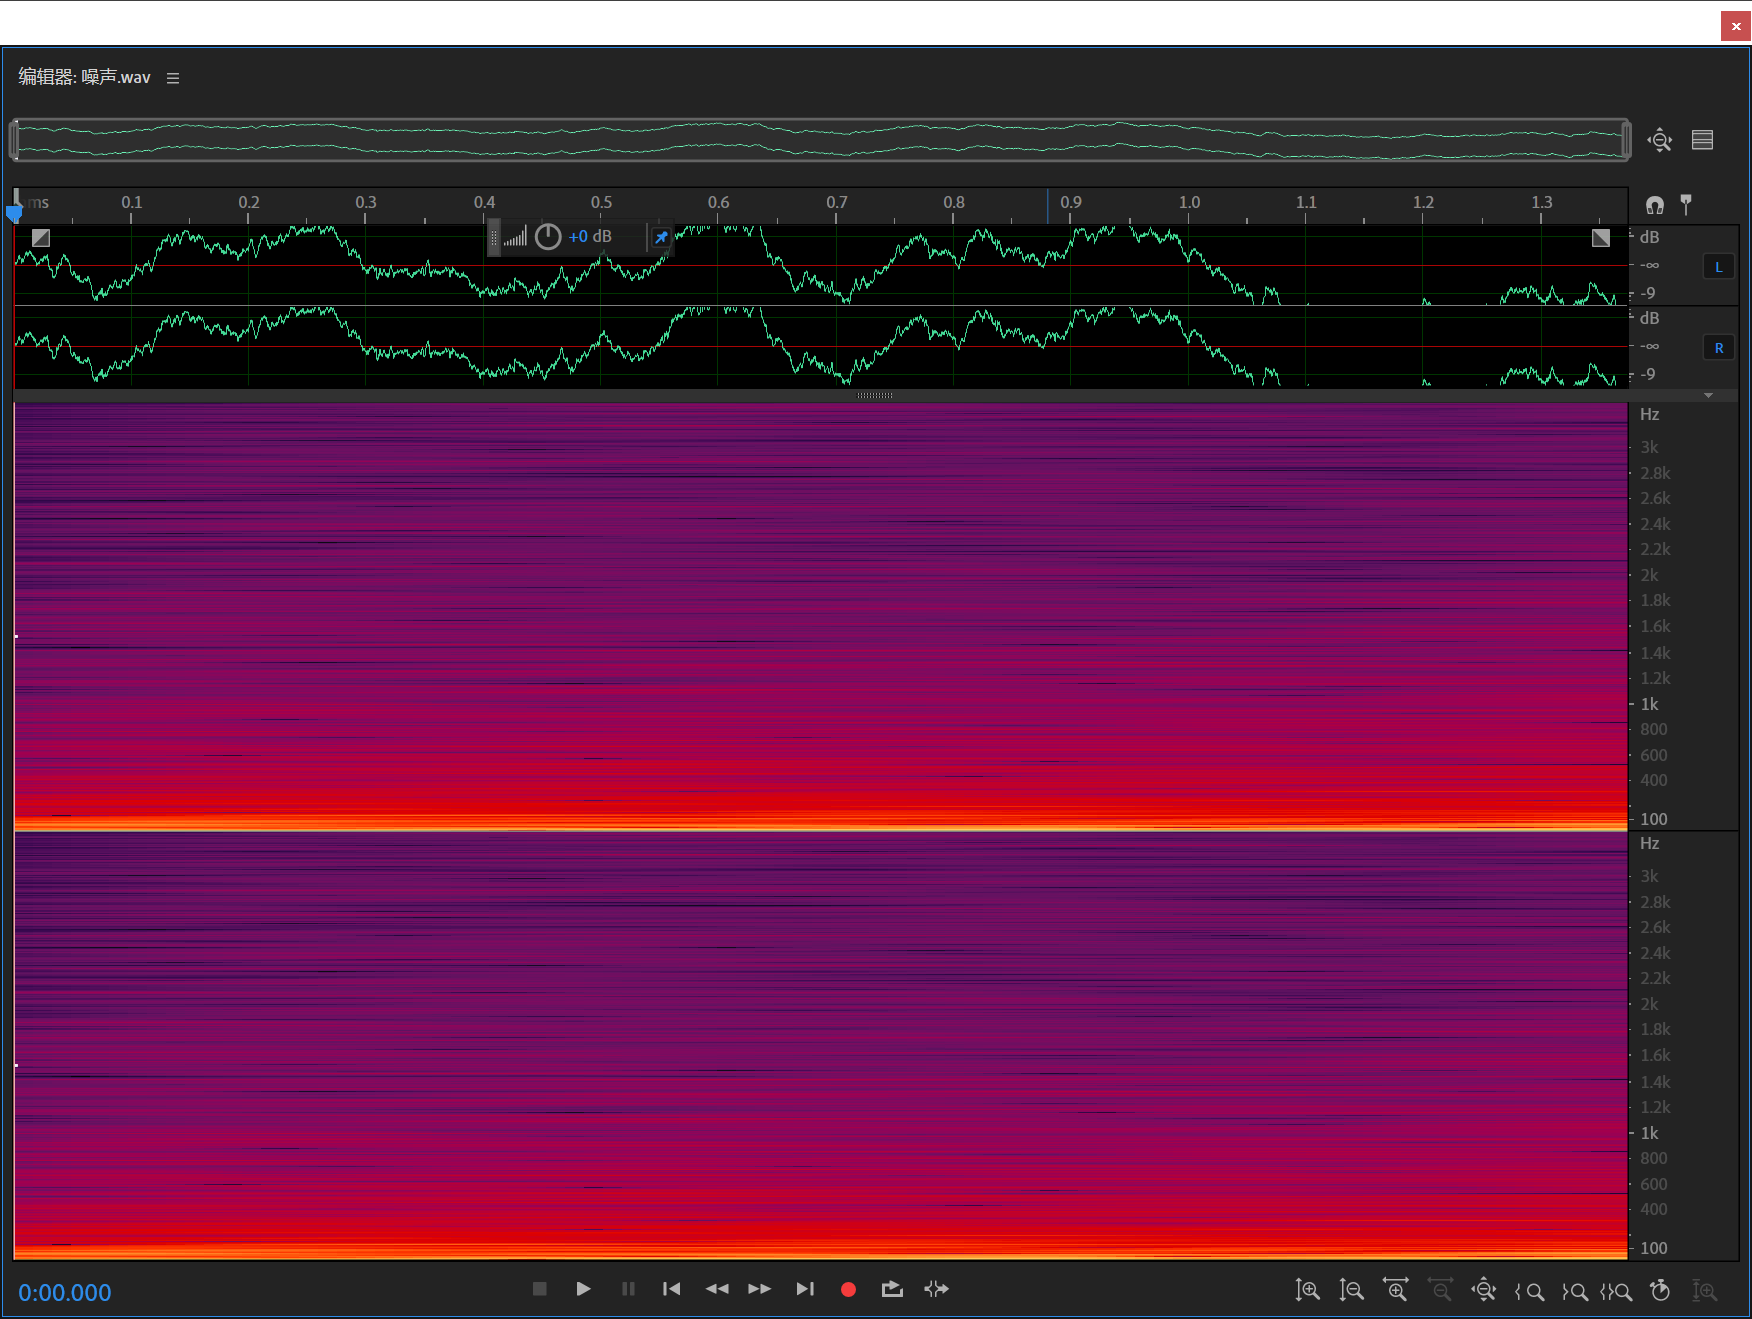 编辑器: 噪声.wav
ms 0.1 0.2 0.3 0.4 0.5 0.6 0.7 0.8 0.9 1.0 1.1 1.2 1.3
+0 dB
dB
-∞
-9
L
dB
-∞
-9
R
Hz
3k
2.8k
2.6k
2.4k
2.2k
2k
1.8k
1.6k
1.4k
1.2k
1k
800
600
400
100
Hz
3k
2.8k
2.6k
2.4k
2.2k
2k
1.8k
1.6k
1.4k
1.2k
1k
800
600
400
100
0:00.000